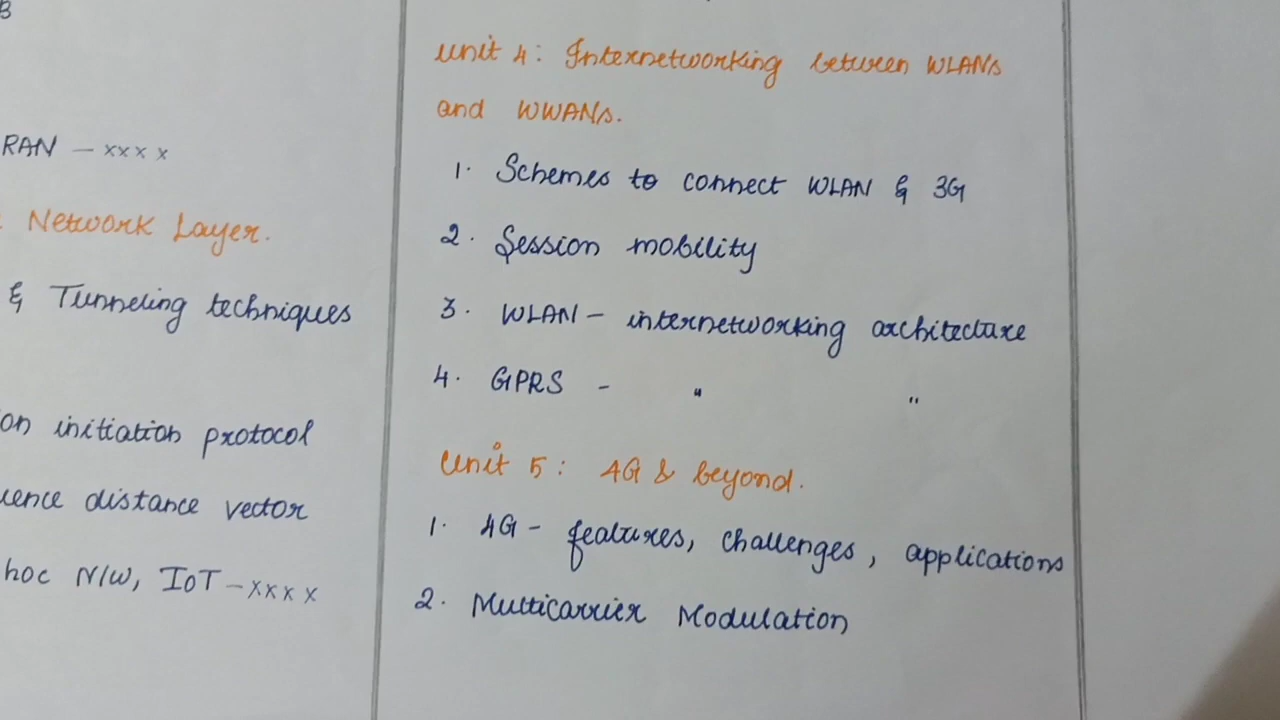 RAN – xxxx
Network Layer.
& Tunneling techniques
on initiation protocol
uence distance vector
hoc N/W, IoT – xxxx
Unit 4: Internetworking between WLANs
and WWANs.
1. Schemes to connect WLAN & 3G
2. Session mobility
3. WLAN – internetworking architecture
4. GPRS – " "
Unit 5: 4G & beyond.
1. 4G – features, challenges, applications
2. Multicarrier Modulation